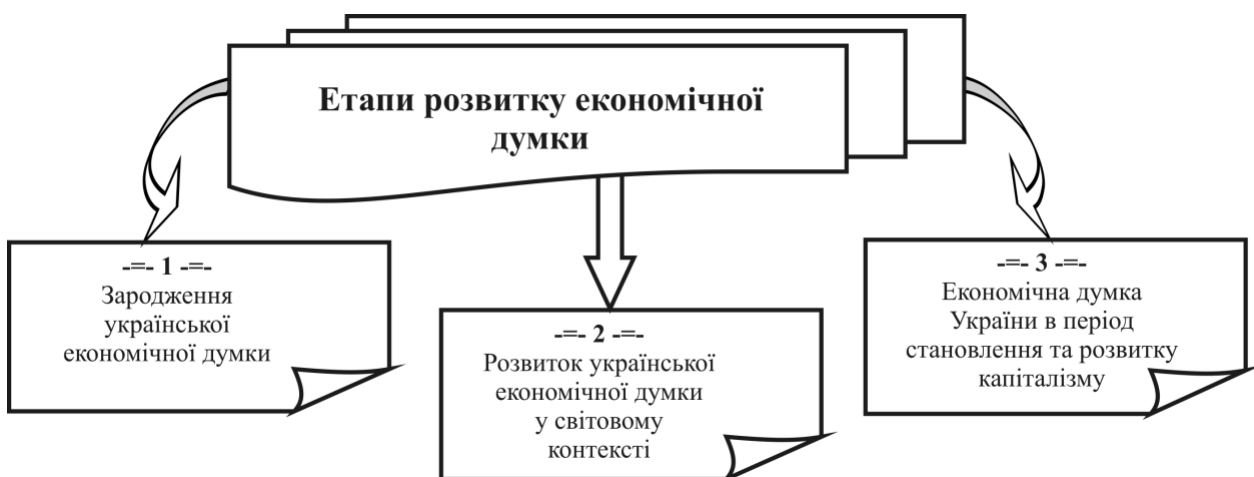 Етапи розвитку економічної
думки
-=- 1 -=-
Зародження
української
економічної думки
-=- 2 -=-
Розвиток української
економічної думки
у світовому
контексті
-=- 3 -=-
Економічна думка
України в період
становлення та розвитку
капіталізму